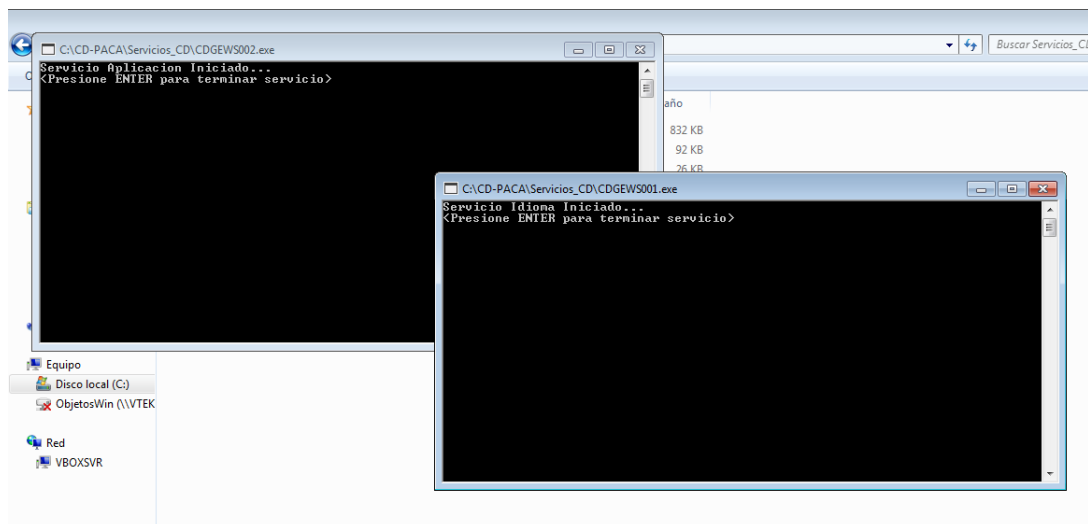 C:\CD-PACA\Servicios_CD\CDGEWS002.exe
Buscar Servicios_CD
Servicio Aplicacion Iniciado...
<Presione ENTER para terminar servicio>
año
832 KB
92 KB
26 KB
C:\CD-PACA\Servicios_CD\CDGEWS001.exe
Servicio Idioma Iniciado...
<Presione ENTER para terminar servicio>
Equipo
Disco local (C:)
ObjetosWin (\\VTEK
Red
VBOXSVR